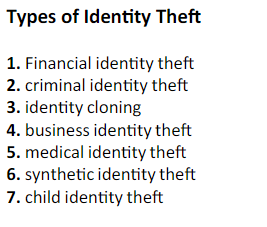 Types of Identity Theft
1. Financial identity theft
2. criminal identity theft
3. identity cloning
4. business identity theft
5. medical identity theft
6. synthetic identity theft
7. child identity theft